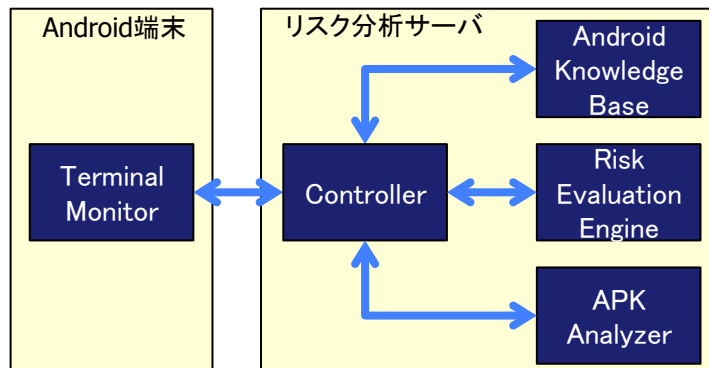 Android端末
リスク分析サーバ
Terminal
Monitor
Controller
Android
Knowledge
Base
Risk
Evaluation
Engine
APK
Analyzer